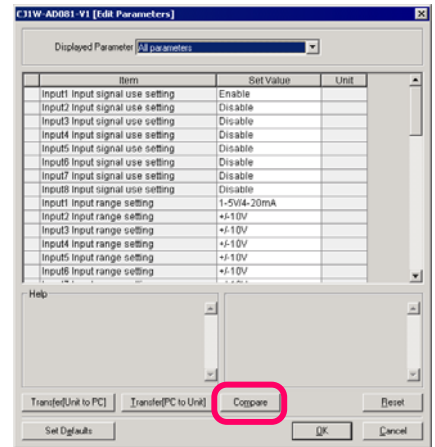 CJ1W-AD081-V1 [Edit Parameters]
Displayed Parameter All parameters
Item Set Value Unit
Input1 Input signal use setting Enable
Input2 Input signal use setting Disable
Input3 Input signal use setting Disable
Input4 Input signal use setting Disable
Input5 Input signal use setting Disable
Input6 Input signal use setting Disable
Input7 Input signal use setting Disable
Input8 Input signal use setting Disable
Input1 Input range setting 1-5V/4-20mA
Input2 Input range setting +/-10V
Input3 Input range setting +/-10V
Input4 Input range setting +/-10V
Input5 Input range setting +/-10V
Input6 Input range setting +/-10V
Help
Transfer[Unit to PC] Transfer[PC to Unit] Compare Reset
Set Defaults OK Cancel